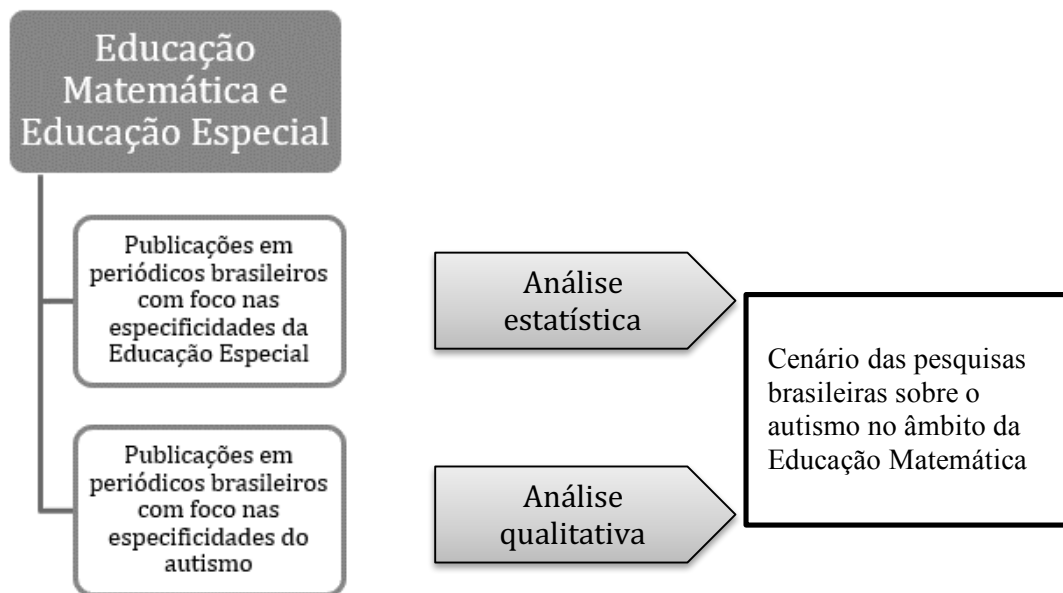 Educação
Matemática e
Educação Especial
Publicações em
periódicos brasileiros
com foco nas
especificidades da
Educação Especial
Publicações em
periódicos brasileiros
com foco nas
especificidades do
autismo
Análise
estatística
Análise
qualitativa
Cenário das pesquisas
brasileiras sobre o
autismo no âmbito da
Educação Matemática